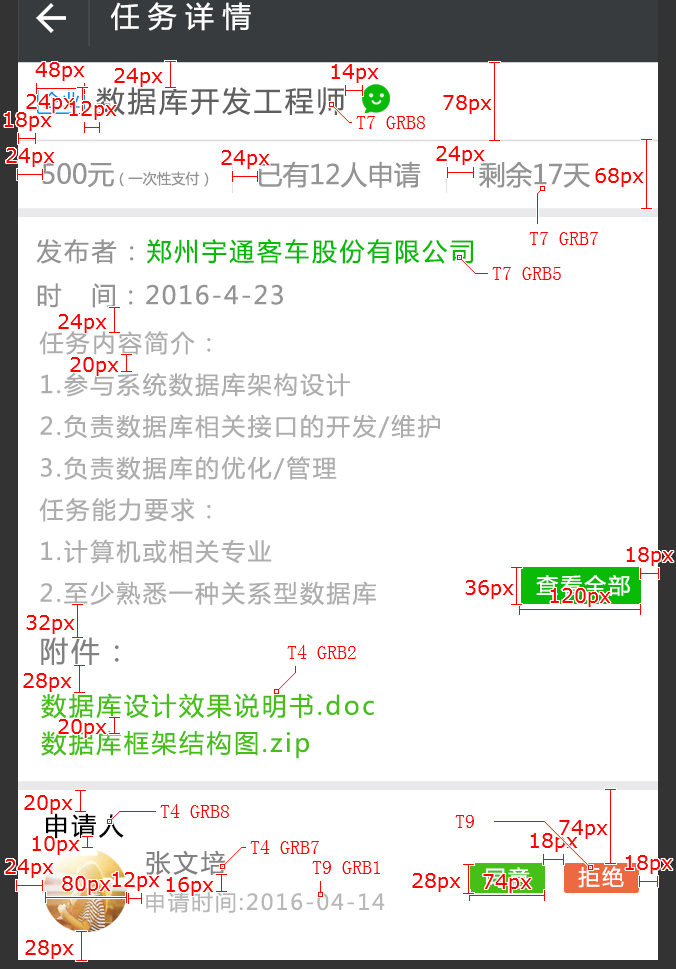 任务详情
48px
24px
14px
24px
企业
12px
数据库开发工程师
78px
18px
T7 GRB8
24px
500元(一次性支付)
24px
已有12人申请
24px
剩余17天
68px
T7 GRB7
发布者：郑州宇通客车股份有限公司
T7 GRB5
时 间：2016-4-23
24px
任务内容简介：
20px
1.参与系统数据库架构设计
2.负责数据库相关接口的开发/维护
3.负责数据库的优化/管理
任务能力要求：
1.计算机或相关专业
18px
2.至少熟悉一种关系型数据库
36px
查看全部
120px
32px
附件：
T4 GRB2
28px
数据库设计效果说明书.doc
20px
数据库框架结构图.zip
20px
T4 GRB8
申请人
T9
74px
10px
18px
T4 GRB7
张文培
24px
80px
12px
16px
T9 GRB1
28px
74px
拒绝
18px
申请时间:2016-04-14
28px